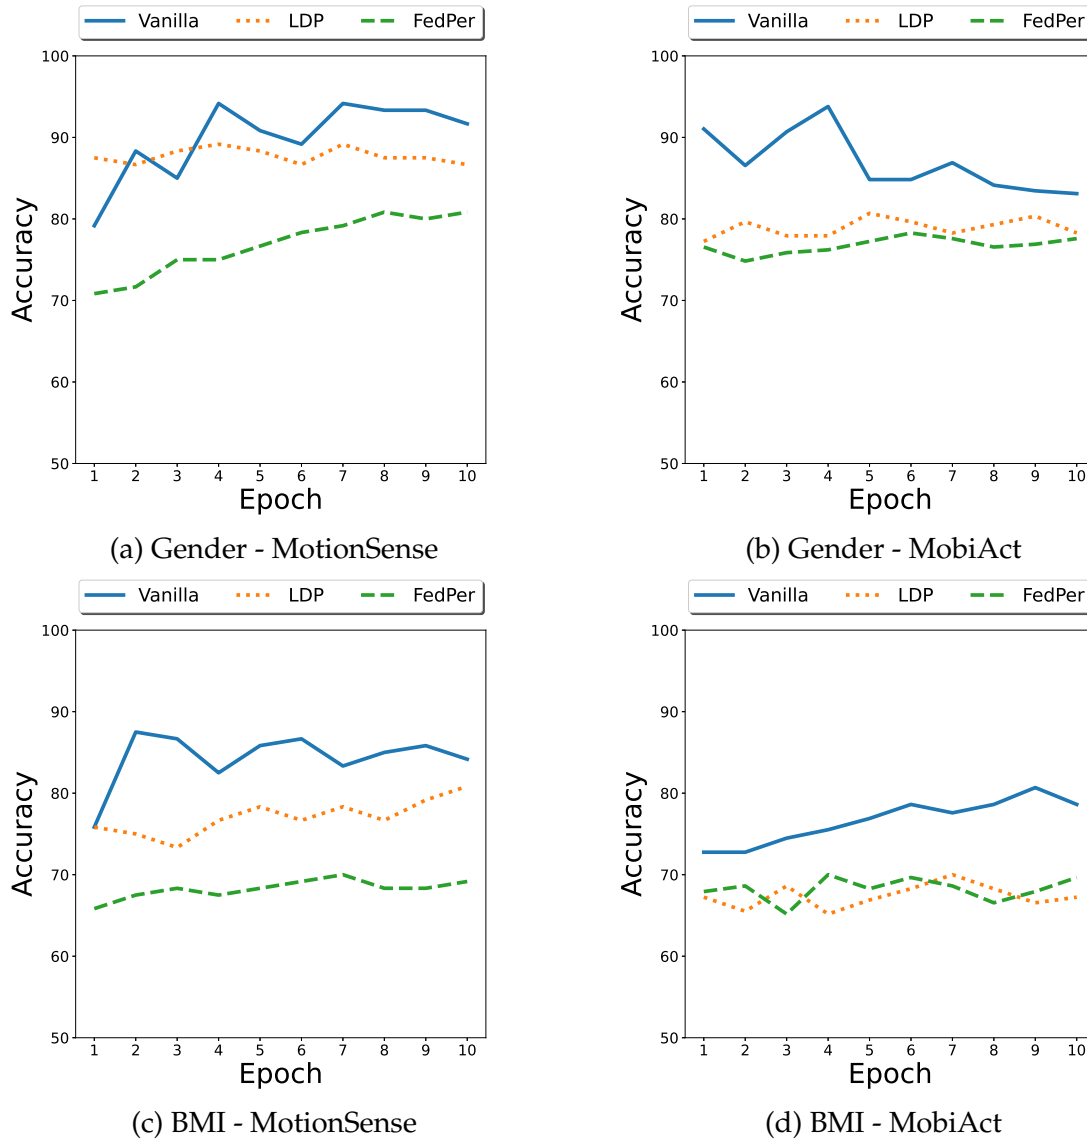 Vanilla LDP FedPer
Vanilla LDP FedPer
100
90
80
70
60
50
Accuracy
1 2 3 4 5 6 7 8 9 10
Epoch
(a) Gender - MotionSense
100
90
80
70
60
50
Accuracy
1 2 3 4 5 6 7 8 9 10
Epoch
(b) Gender - MobiAct
Vanilla LDP FedPer
Vanilla LDP FedPer
100
90
80
70
60
50
Accuracy
1 2 3 4 5 6 7 8 9 10
Epoch
(c) BMI - MotionSense
100
90
80
70
60
50
Accuracy
1 2 3 4 5 6 7 8 9 10
Epoch
(d) BMI - MobiAct